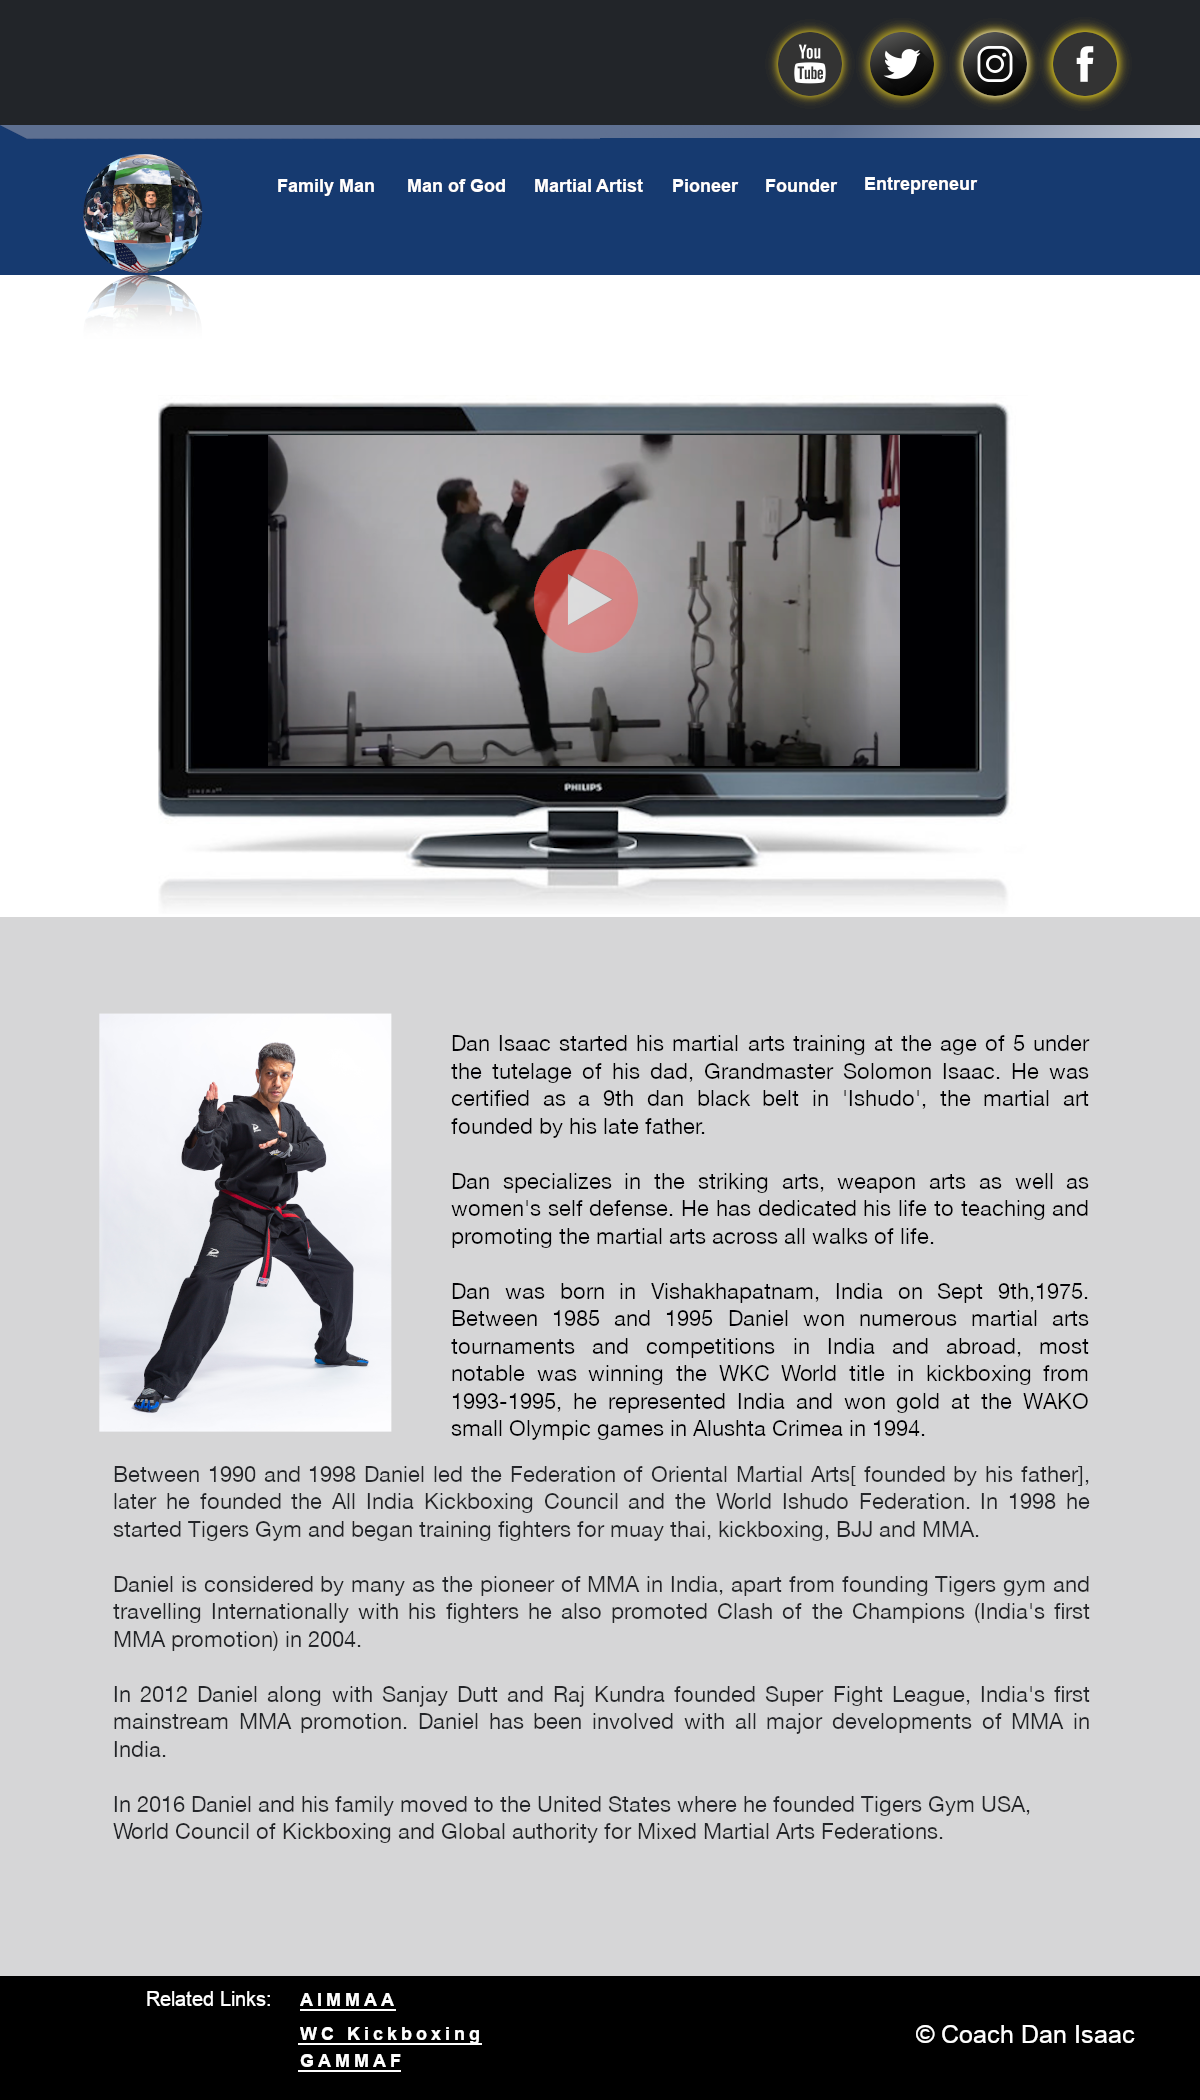 You
Tube
f
Family Man
Man of God
Martial Artist
Pioneer
Founder
Entrepreneur
CINEMA
PHILIPS
Dan Isaac started his martial arts training at the age of 5 under
the tutelage of his dad, Grandmaster Solomon Isaac. He was
certified as a 9th dan black belt in 'Ishudo', the martial art
founded by his late father.
Dan specializes in the striking arts, weapon arts as well as
women's self defense. He has dedicated his life to teaching and
promoting the martial arts across all walks of life.
Dan was born in Vishakhapatnam, India on Sept 9th,1975.
Between 1985 and 1995 Daniel won numerous martial arts
tournaments and competitions in India and abroad, most
notable was winning the WKC World title in kickboxing from
1993-1995, he represented India and won gold at the WAKO
small Olympic games in Alushta Crimea in 1994.
Between 1990 and 1998 Daniel led the Federation of Oriental Martial Arts[ founded by his father],
later he founded the All India Kickboxing Council and the World Ishudo Federation. In 1998 he
started Tigers Gym and began training fighters for muay thai, kickboxing, BJJ and MMA.
Daniel is considered by many as the pioneer of MMA in India, apart from founding Tigers gym and
travelling Internationally with his fighters he also promoted Clash of the Champions (India's first
MMA promotion) in 2004.
In 2012 Daniel along with Sanjay Dutt and Raj Kundra founded Super Fight League, India's first
mainstream MMA promotion. Daniel has been involved with all major developments of MMA in
India.
In 2016 Daniel and his family moved to the United States where he founded Tigers Gym USA,
World Council of Kickboxing and Global authority for Mixed Martial Arts Federations.
Related Links:
AIMMAA
WC Kickboxing
GAMMAF
© Coach Dan Isaac